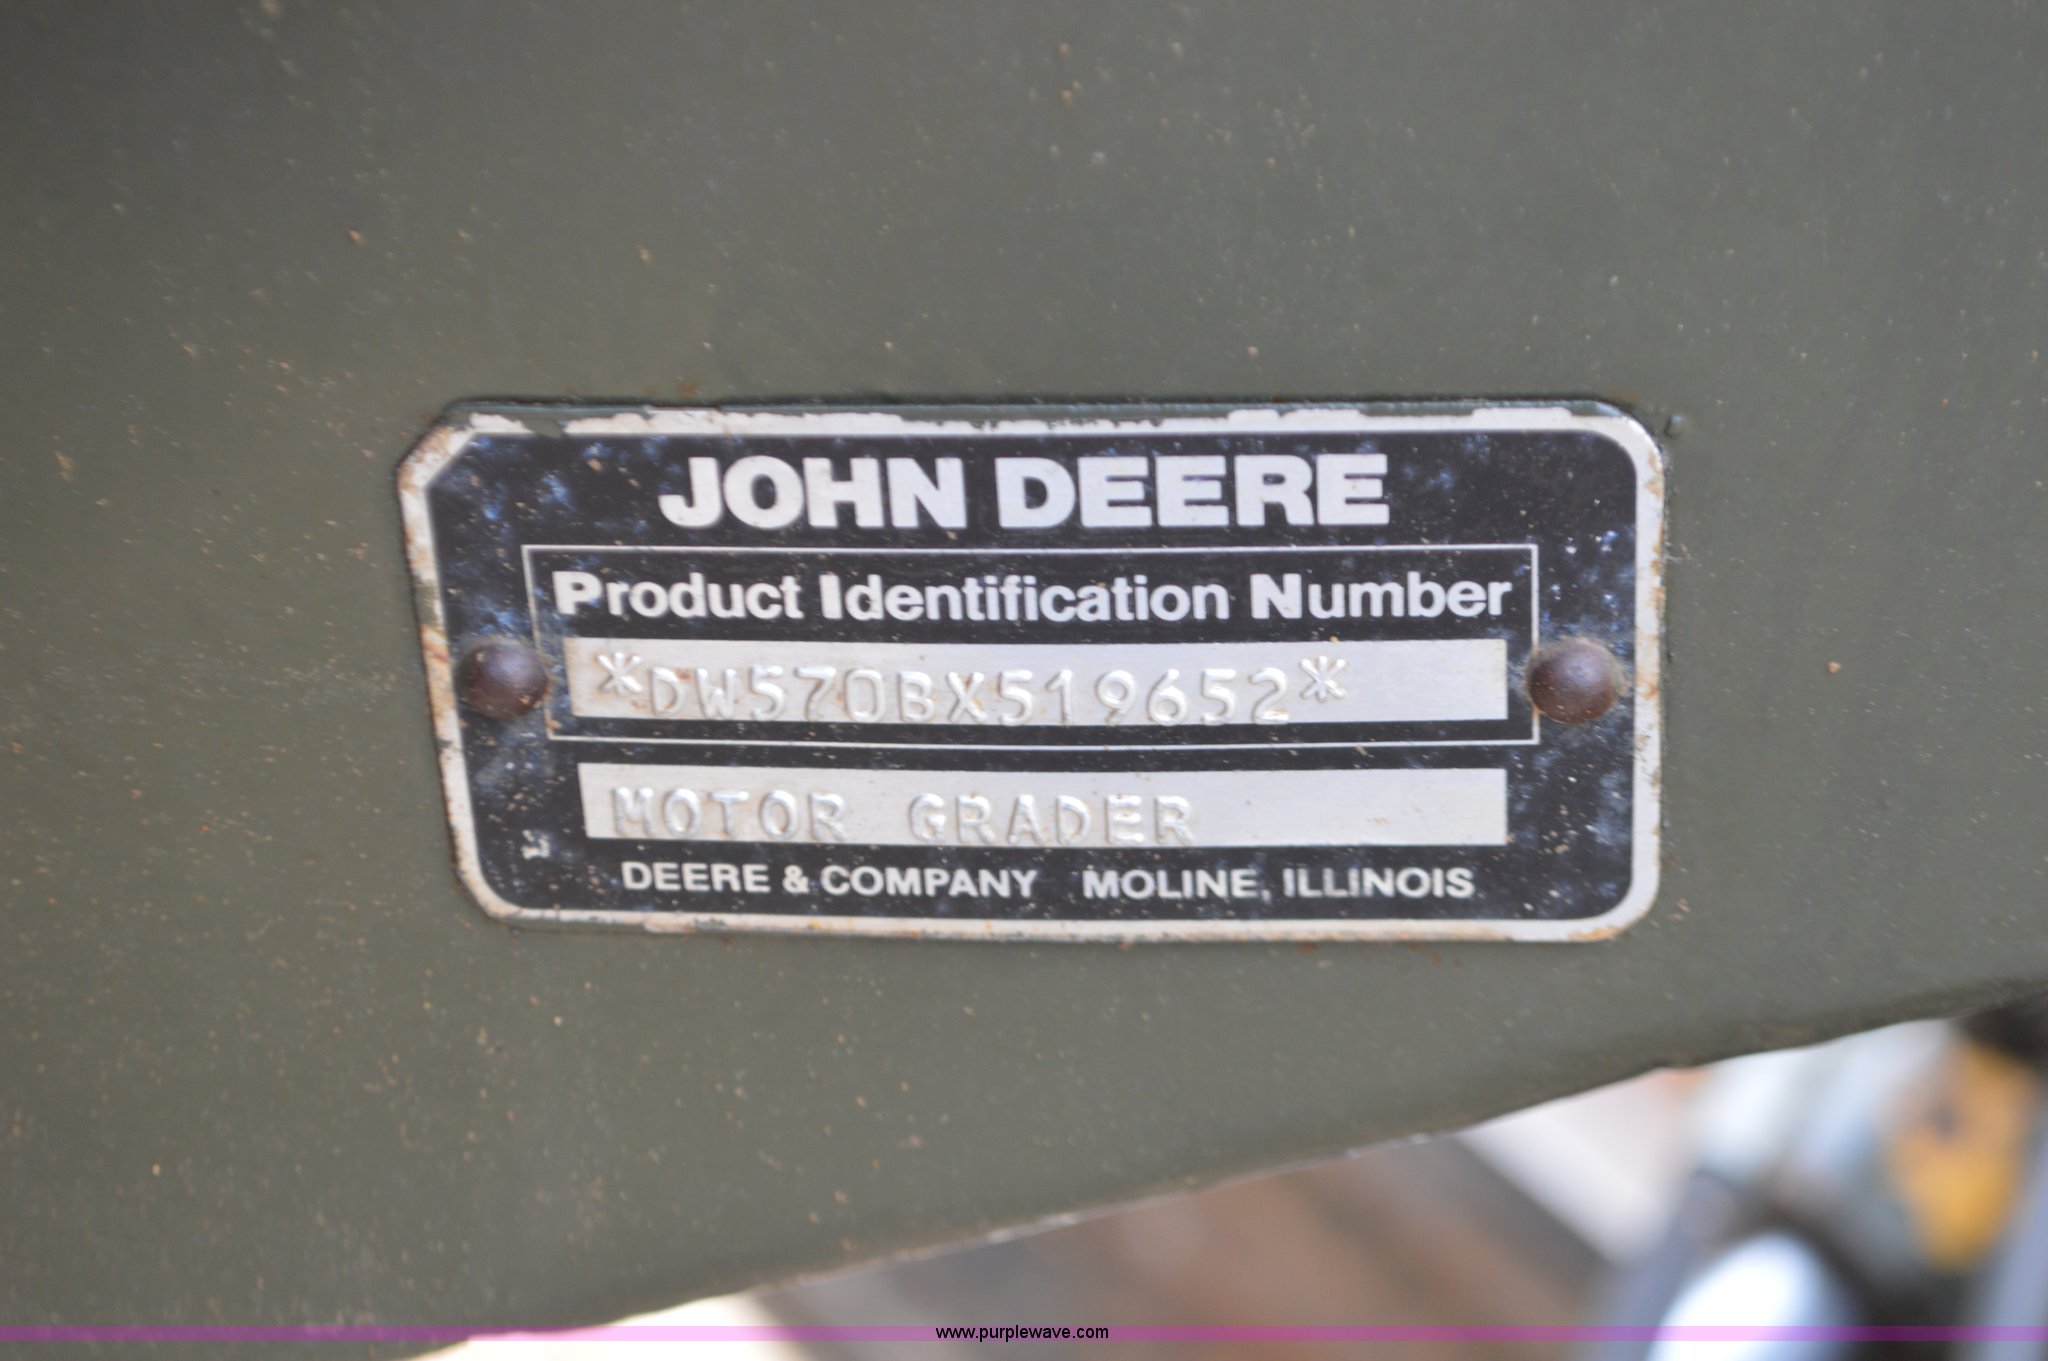 JOHN DEERE
Product Identification Number
*DW570BX519652*
MOTOR GRADER
DEERE & COMPANY MOLINE, ILLINOIS
www.purplewave.com